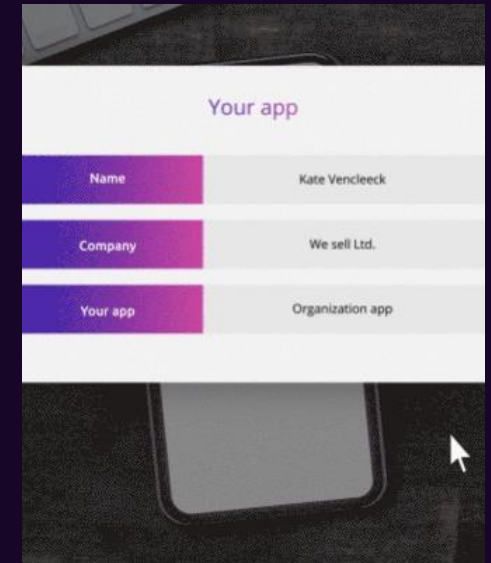 Your app
Name Kate Vencleeck
Company We sell Ltd.
Your app Organization app